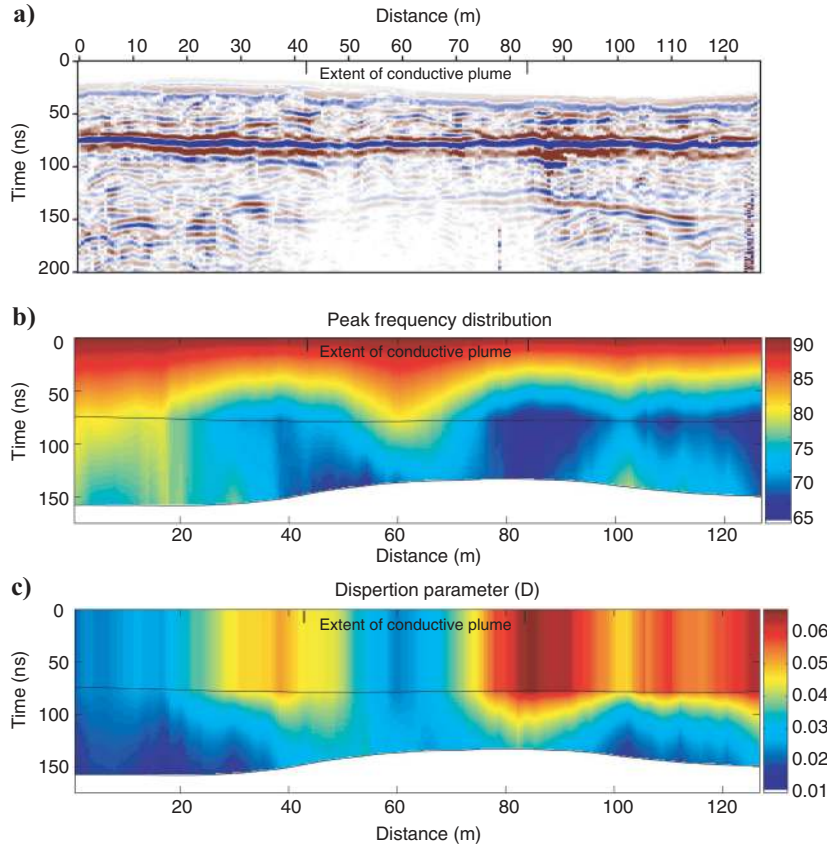 a)
Distance (m)
0 10 20 30 40 50 60 70 78 87 90 100 110 120
Extent of conductive plume
Time (ns)
0
50
100
150
200
b)
Peak frequency distribution
Extent of conductive plume
Time (ns)
0
50
100
150
20 40 60 80 100 120
Distance (m)
90
85
80
75
70
65
c)
Dispertion parameter (D)
Extent of conductive plume
Time (ns)
0
50
100
150
20 40 60 80 100 120
Distance (m)
0.06
0.05
0.04
0.03
0.02
0.01